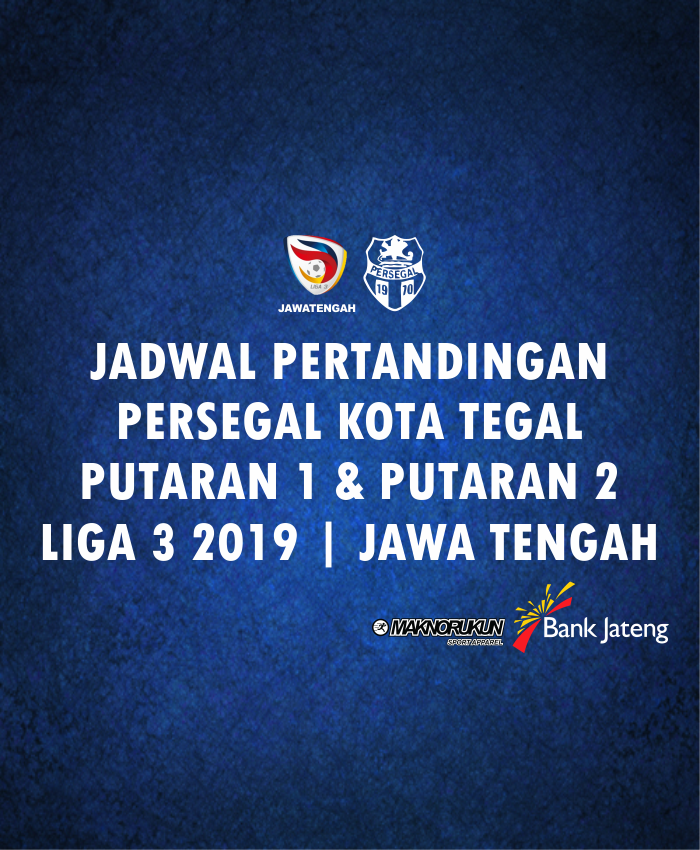 LIGA 3
JAWATENGAH
PERSEGAL
19 70
JADWAL PERTANDINGAN
PERSEGAL KOTA TEGAL
PUTARAN 1 & PUTARAN 2
LIGA 3 2019 | JAWA TENGAH
MAKNORUKUN
SPORT APPAREL
Bank Jateng